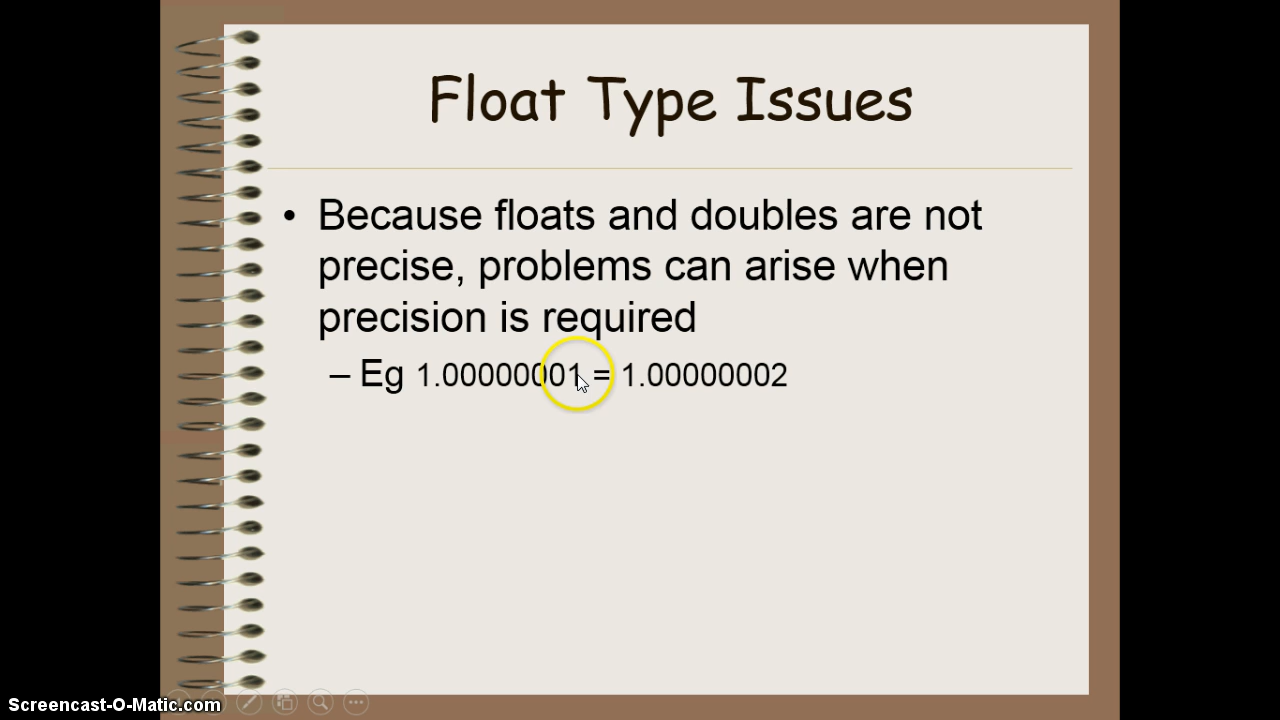 Float Type Issues
• Because floats and doubles are not
precise, problems can arise when
precision is required
– Eg 1.00000001 = 1.00000002
Screencast-O-Matic.com